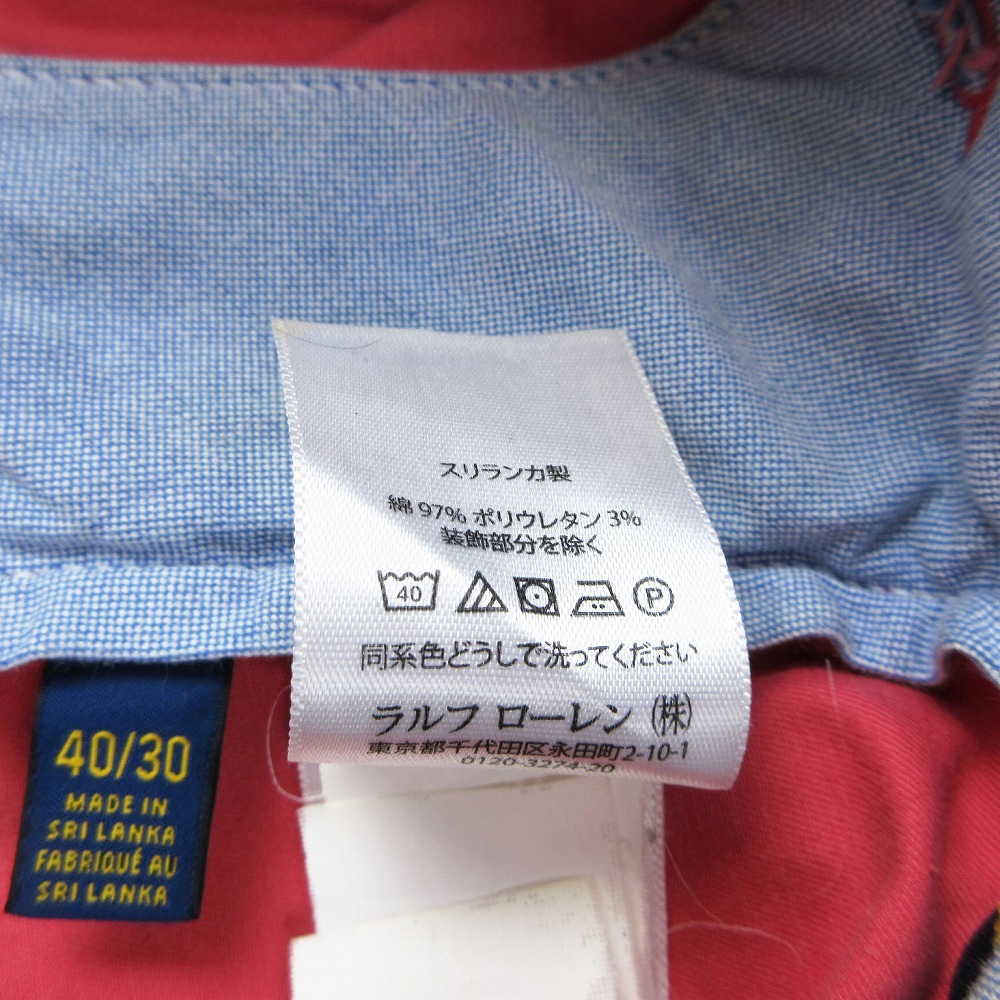 スリランカ製
綿 97% ポリウレタン 3%
装飾部分を除く
40 P
同系色どうしで洗ってください
ラルフ ローレン (株)
東京都千代田区永田町2-10-1
0120-3274-20
40/30
MADE IN
SRI LANKA
FABRIQUÉ AU
SRI LANKA